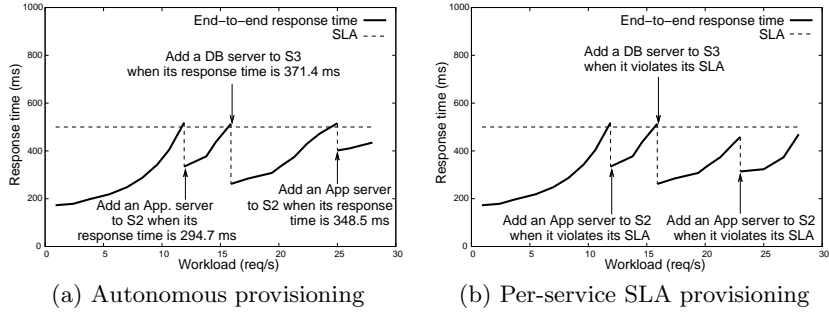 1000
800
600
400
200
0
0 5 10 15 20 25 30
Response time (ms)
Workload (req/s)
End−to−end response time
SLA
Add a DB server to S3
when its response time is 371.4 ms
Add an App. server
to S2 when its
response time is 294.7 ms
Add an App server
to S2 when its response
time is 348.5 ms
(a) Autonomous provisioning
1000
800
600
400
200
0
0 5 10 15 20 25 30
Response time (ms)
Workload (req/s)
End−to−end response time
SLA
Add a DB server to S3
when it violates its SLA
Add an App server to S2
when it violates its SLA
Add an App server to S2
when it violates its SLA
(b) Per-service SLA provisioning